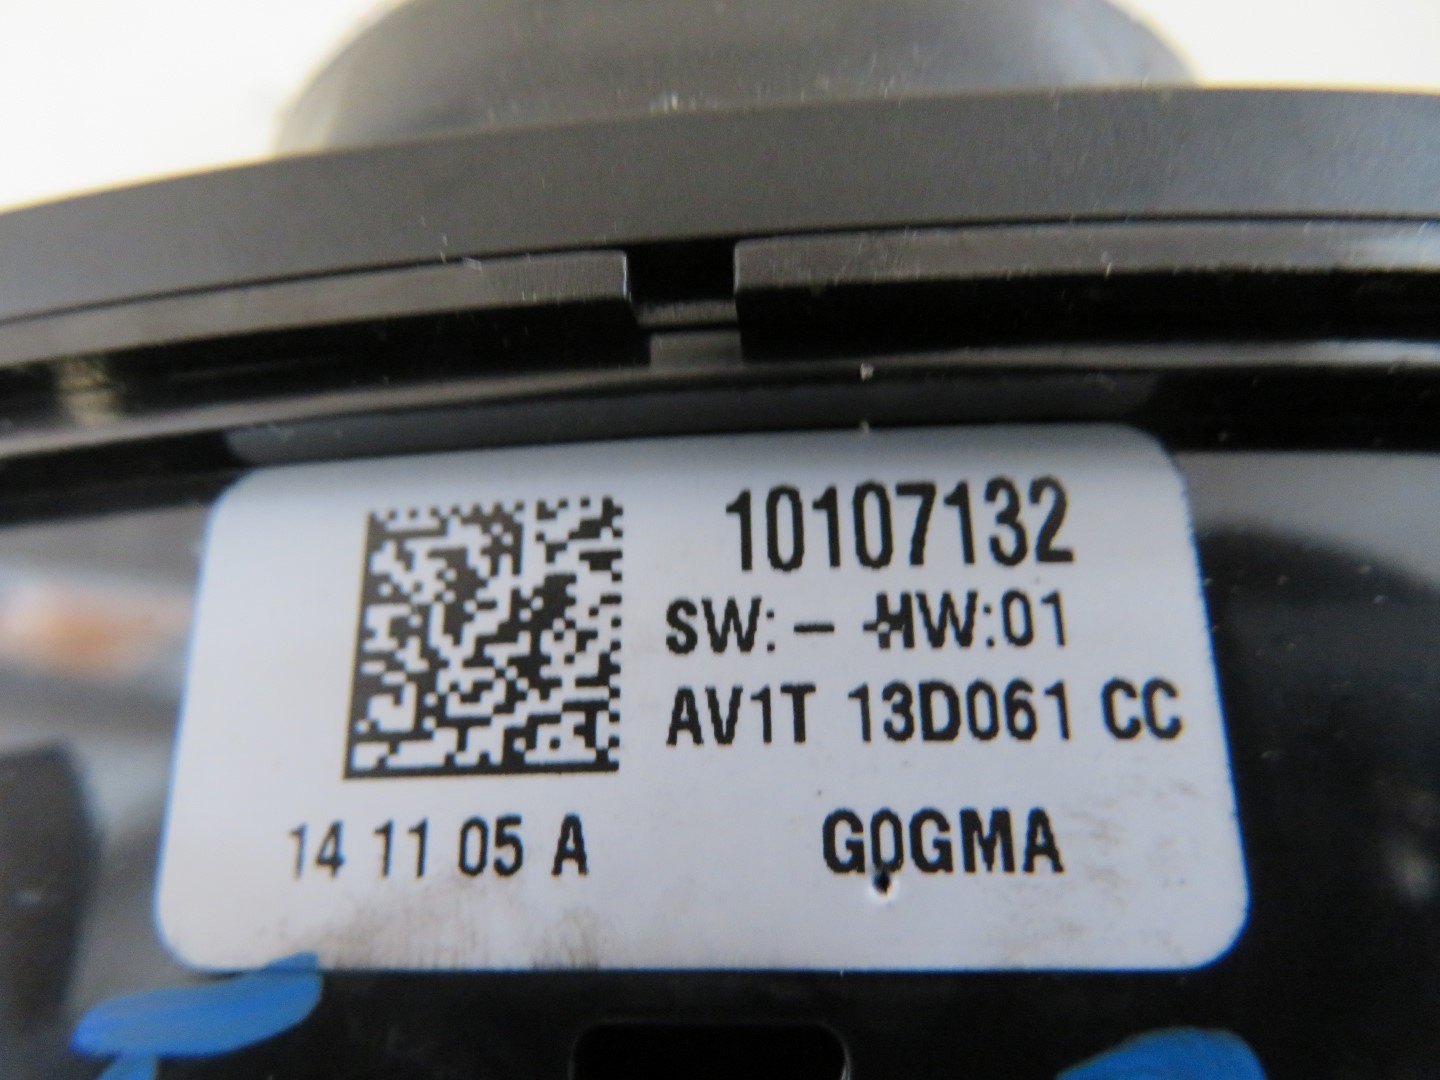 10107132
SW: - HW:01
AV1T 13D061 CC
14 11 05 A
G0GMA